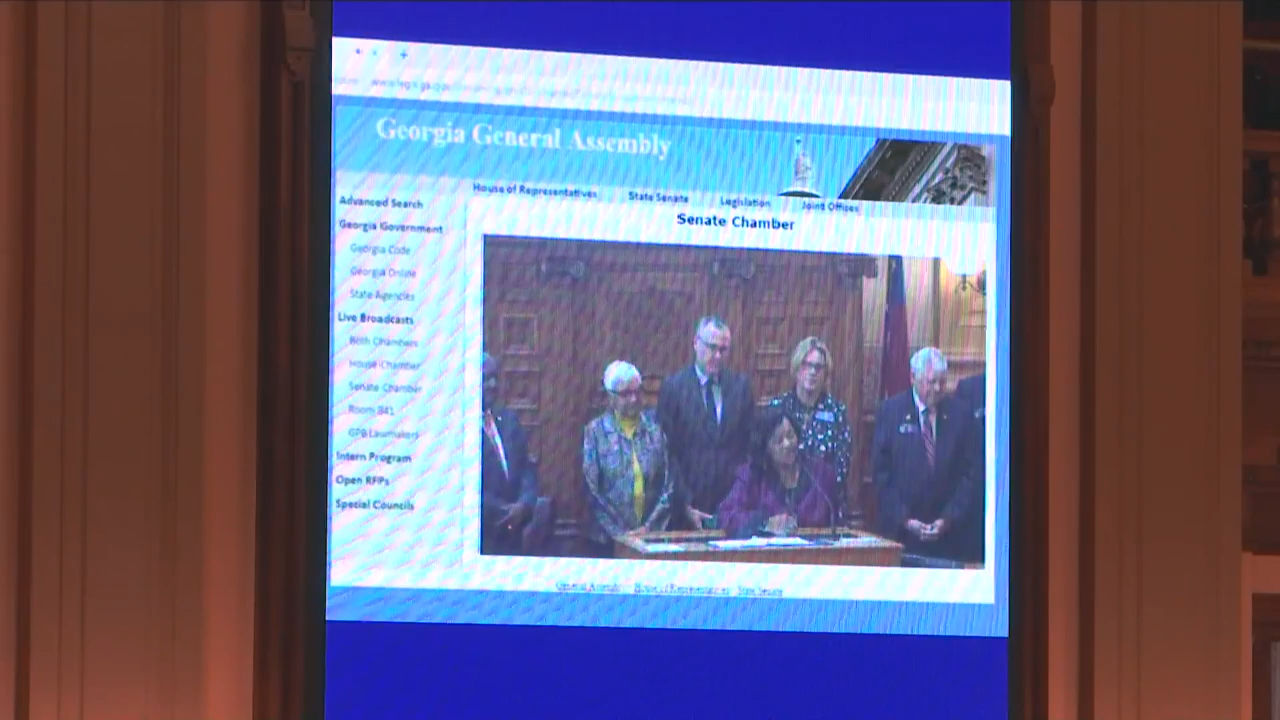 Georgia General Assembly
House of Representatives State Senate Legislation Joint Offices
Senate Chamber
Advanced Search
Georgia Government
Georgia Code
Georgia Online
State Agencies
Live Broadcasts
Both Chambers
House Chamber
Senate Chamber
Room 341
GPB Lawmakers
Intern Program
Open RFPs
Special Councils
General Assembly House of Representatives State Senate